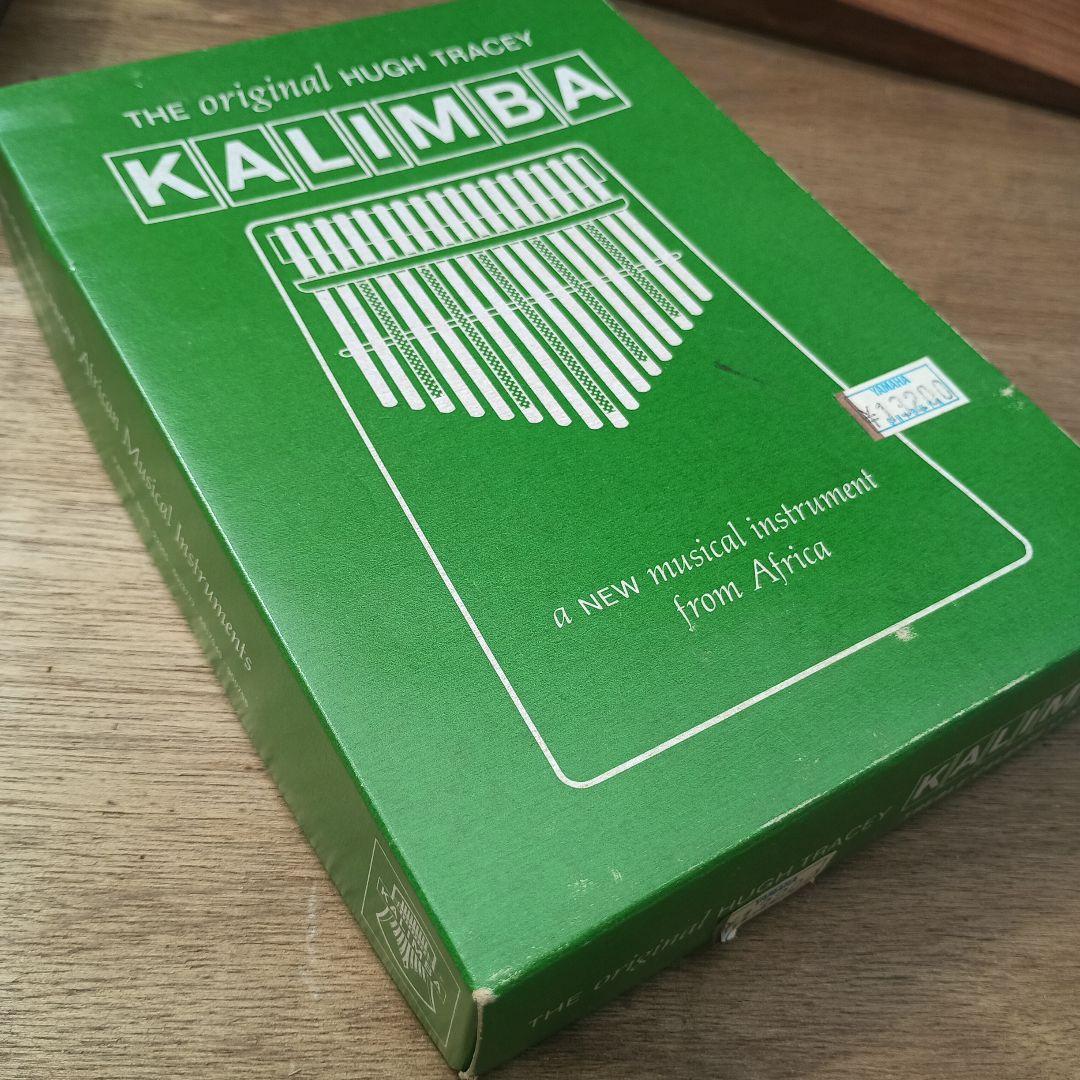 THE original HUGH TRACEY
KALIMBA
YAMAHA
¥13200
a NEW musical instrument
from Africa
African Musical Instruments
THE original HUGH TRACEY KALIM